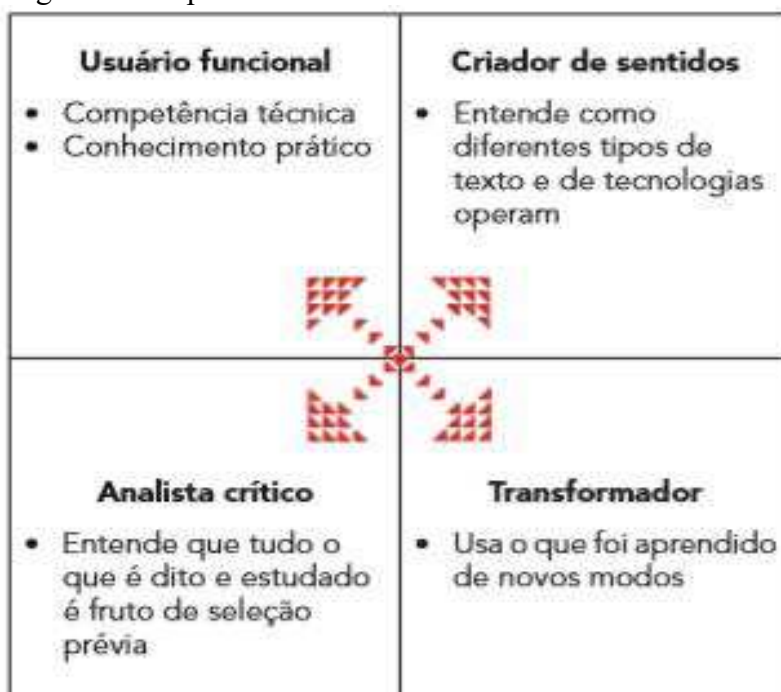 Usuário funcional
• Competência técnica
• Conhecimento prático
Criador de sentidos
• Entende como
diferentes tipos de
texto e de tecnologias
operam
Analista crítico
• Entende que tudo o
que é dito e estudado
é fruto de seleção
prévia
Transformador
• Usa o que foi aprendido
de novos modos